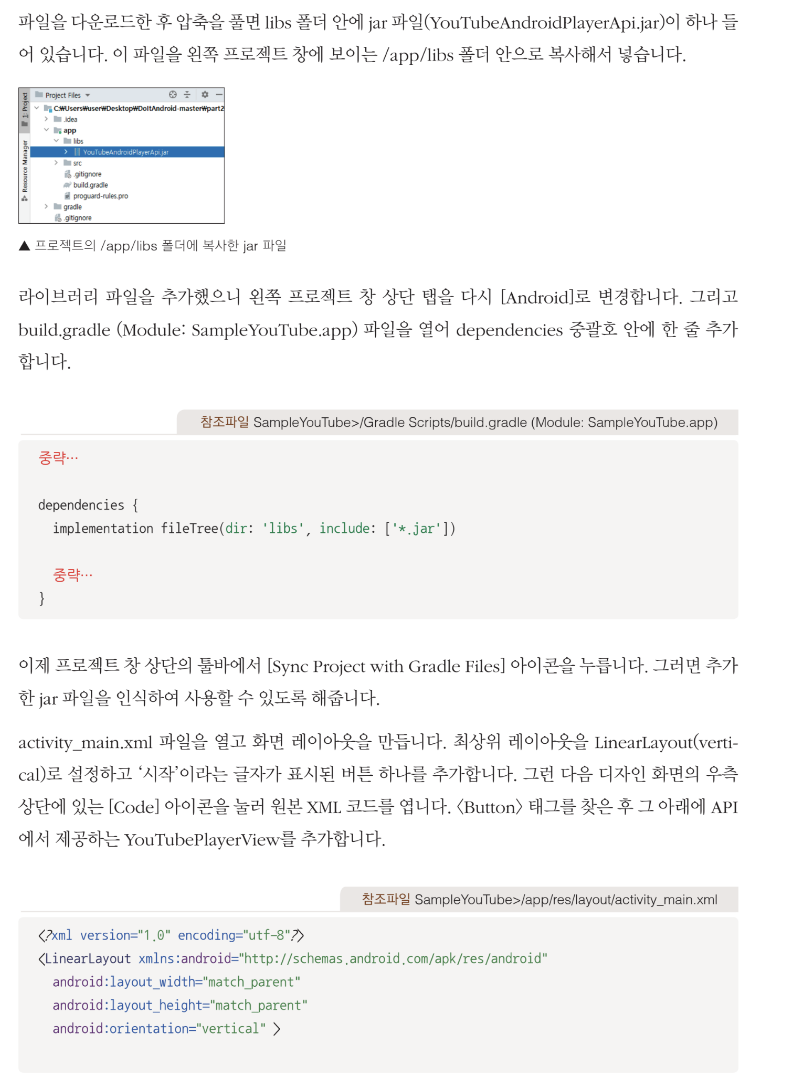 파일을 다운로드한 후 압축을 풀면 libs 폴더 안에 jar 파일(YouTubeAndroidPlayerApi.jar)이 하나 들
어 있습니다. 이 파일을 왼쪽 프로젝트 창에 보이는 /app/libs 폴더 안으로 복사해서 넣습니다.
1: Project
Resource Manager
Project Files
C:₩Users₩user₩Desktop₩DoItAndroid-master₩part2
.idea
app
libs
YouTubeAndroidPlayerApi.jar
src
.gitignore
build.gradle
proguard-rules.pro
gradle
.gitignore
▲ 프로젝트의 /app/libs 폴더에 복사한 jar 파일
라이브러리 파일을 추가했으니 왼쪽 프로젝트 창 상단 탭을 다시 [Android]로 변경합니다. 그리고
build.gradle (Module: SampleYouTube.app) 파일을 열어 dependencies 중괄호 안에 한 줄 추가
합니다.
참조파일 SampleYouTube>/Gradle Scripts/build.gradle (Module: SampleYouTube.app)
중략…
dependencies {
implementation fileTree(dir: 'libs', include: ['*.jar'])
중략…
}
이제 프로젝트 창 상단의 툴바에서 [Sync Project with Gradle Files] 아이콘을 누릅니다. 그러면 추가
한 jar 파일을 인식하여 사용할 수 있도록 해줍니다.
activity_main.xml 파일을 열고 화면 레이아웃을 만듭니다. 최상위 레이아웃을 LinearLayout(verti-
cal)로 설정하고 ‘시작’이라는 글자가 표시된 버튼 하나를 추가합니다. 그런 다음 디자인 화면의 우측
상단에 있는 [Code] 아이콘을 눌러 원본 XML 코드를 엽니다. 〈Button〉 태그를 찾은 후 그 아래에 API
에서 제공하는 YouTubePlayerView를 추가합니다.
참조파일 SampleYouTube>/app/res/layout/activity_main.xml
<?xml version="1.0" encoding="utf-8"?>
<LinearLayout xmlns:android="http://schemas.android.com/apk/res/android"
android:layout_width="match_parent"
android:layout_height="match_parent"
android:orientation="vertical" >